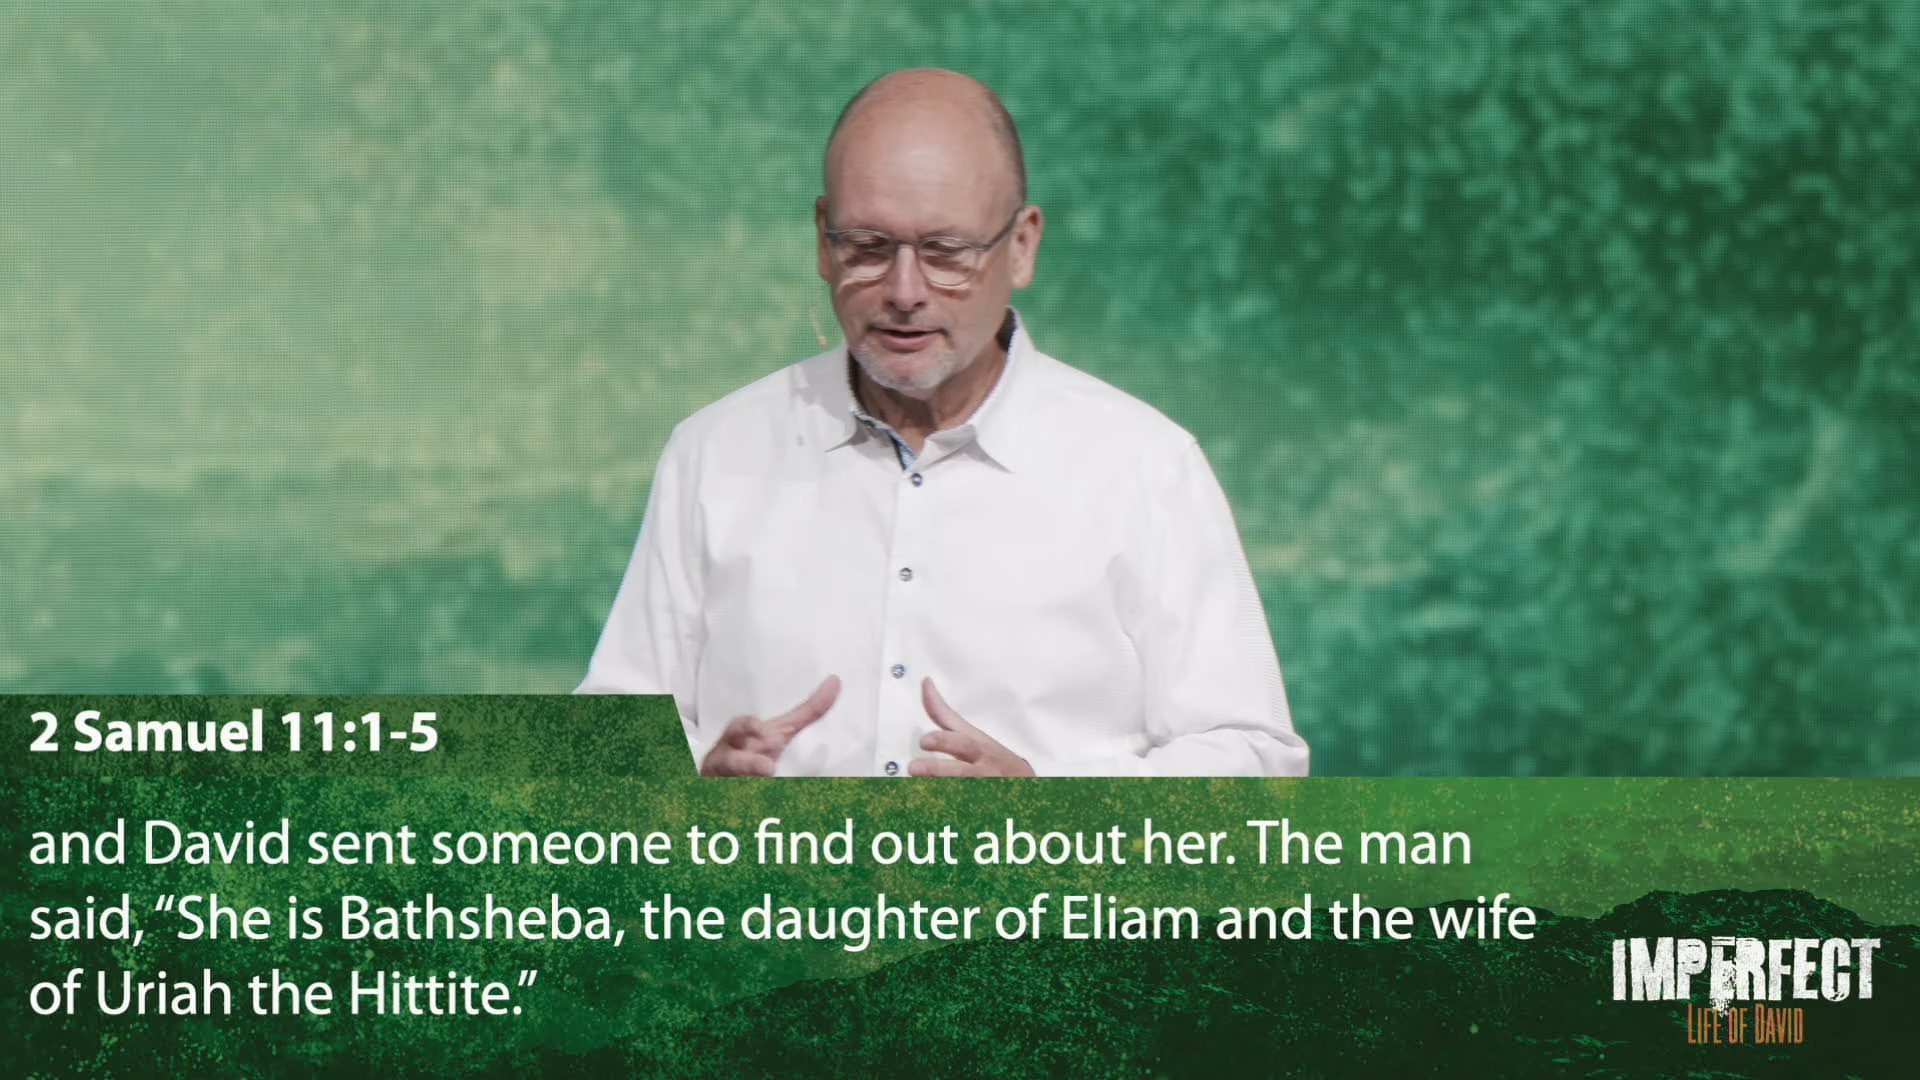 2 Samuel 11:1-5
and David sent someone to find out about her. The man
said, “She is Bathsheba, the daughter of Eliam and the wife
of Uriah the Hittite.”
IMPERFECT
LIFE OF DAVID